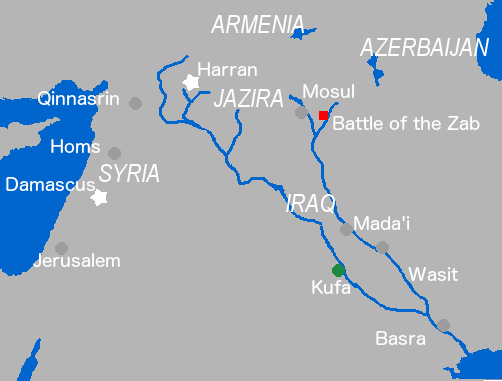 ARMENIA
AZERBAIJAN
Harran
Mosul
Qinnasrin
JAZIRA
Battle of the Zab
Homs
SYRIA
Damascus
IRAQ
Mada'i
Jerusalem
Wasit
Kufa
Basra